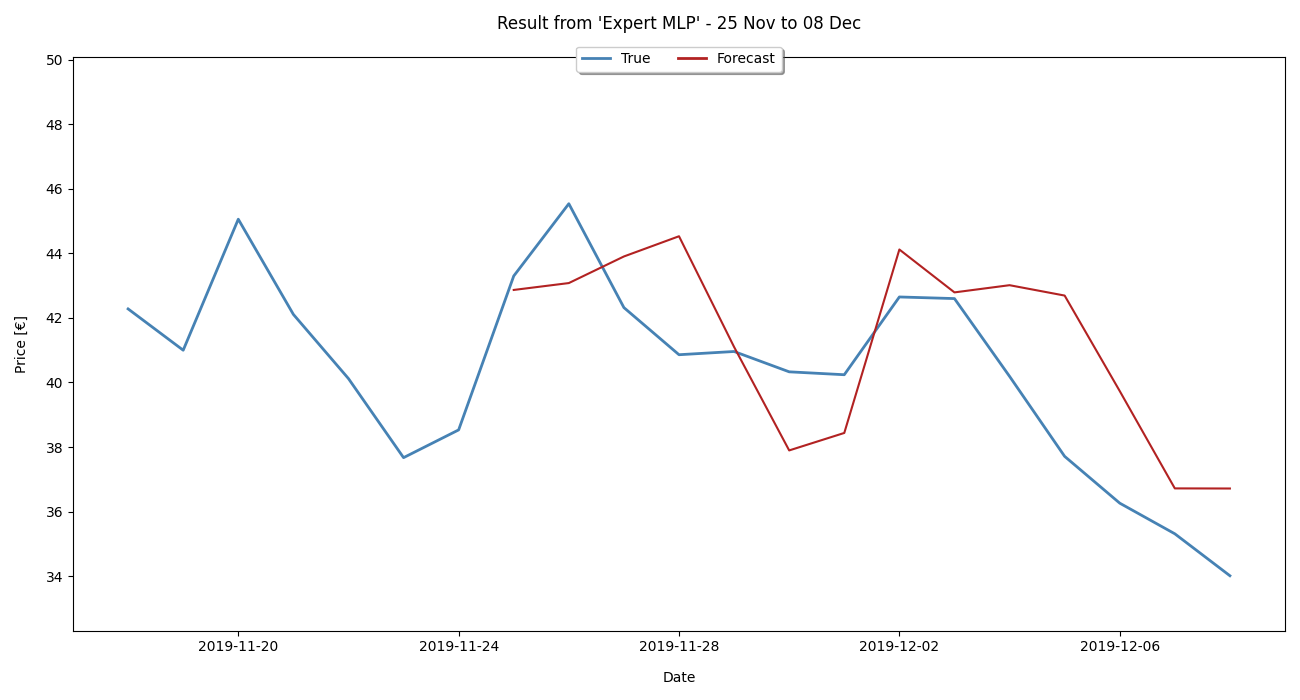 Result from 'Expert MLP' - 25 Nov to 08 Dec
True
Forecast
50
48
46
44
42
40
38
36
34
Price [€]
2019-11-20
2019-11-24
2019-11-28
2019-12-02
2019-12-06
Date